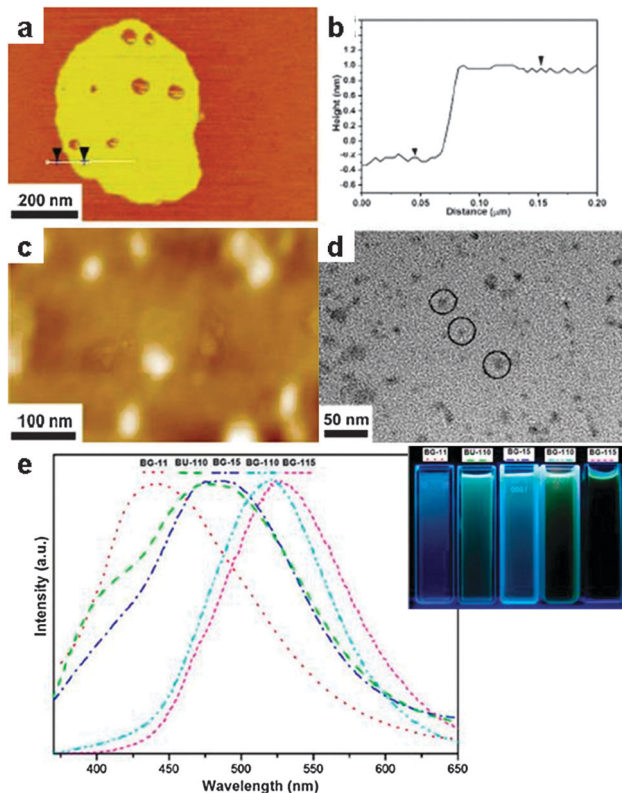 a
200 nm
b
Height (nm)
1.0
0.8
0.6
0.4
0.2
0.0
-0.2
-0.4
-0.6
0.00
0.05
0.10
0.15
0.20
Distance (μm)
c
100 nm
d
50 nm
e
BG-11 BU-110 BG-15 BG-110 BG-115
Intensity (a.u.)
400 450 500 550 600 650
Wavelength (nm)
BG-11 BU-110 BG-15 BG-110 BG-115